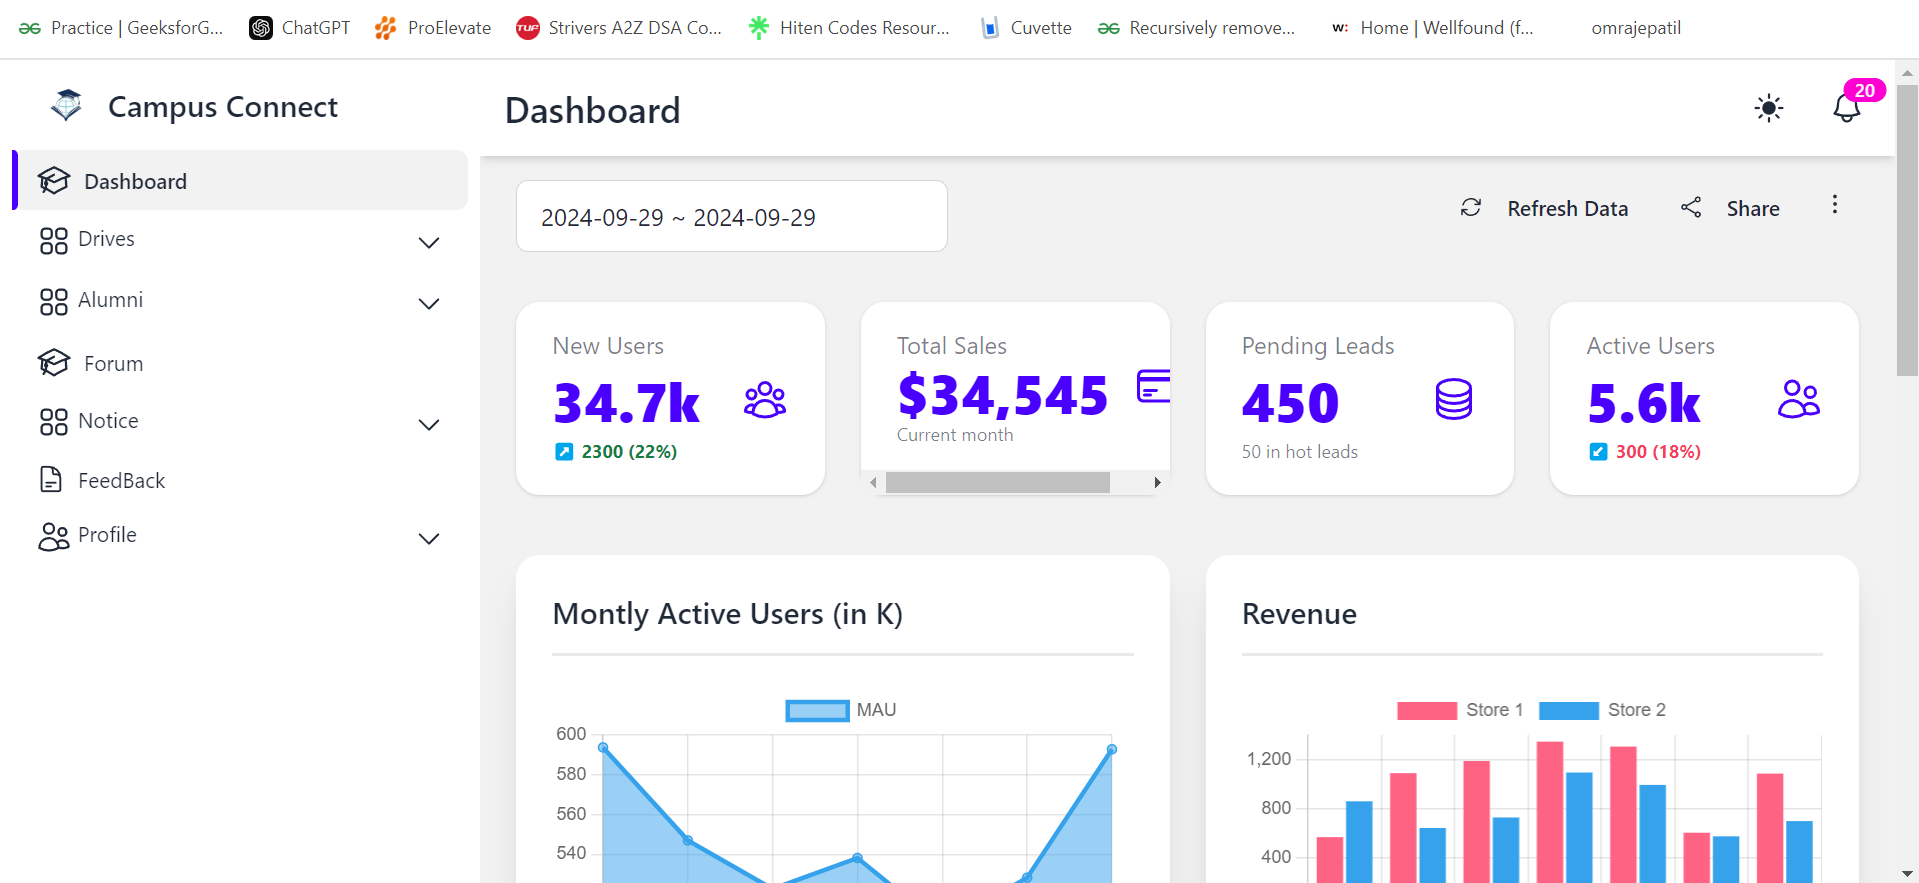 Practice | GeeksforG... ChatGPT ProElevate TUF Strivers A2Z DSA Co... Hiten Codes Resour... Cuvette Recursively remove... w: Home | Wellfound (f... omrajepatil
Campus Connect
Dashboard
Drives
Alumni
Forum
Notice
FeedBack
Profile
Dashboard
20
2024-09-29 ~ 2024-09-29
Refresh Data
Share
New Users
34.7k
2300 (22%)
Total Sales
$34,545
Current month
Pending Leads
450
50 in hot leads
Active Users
5.6k
300 (18%)
Montly Active Users (in K)
MAU
600
580
560
540
Revenue
Store 1 Store 2
1,200
800
400